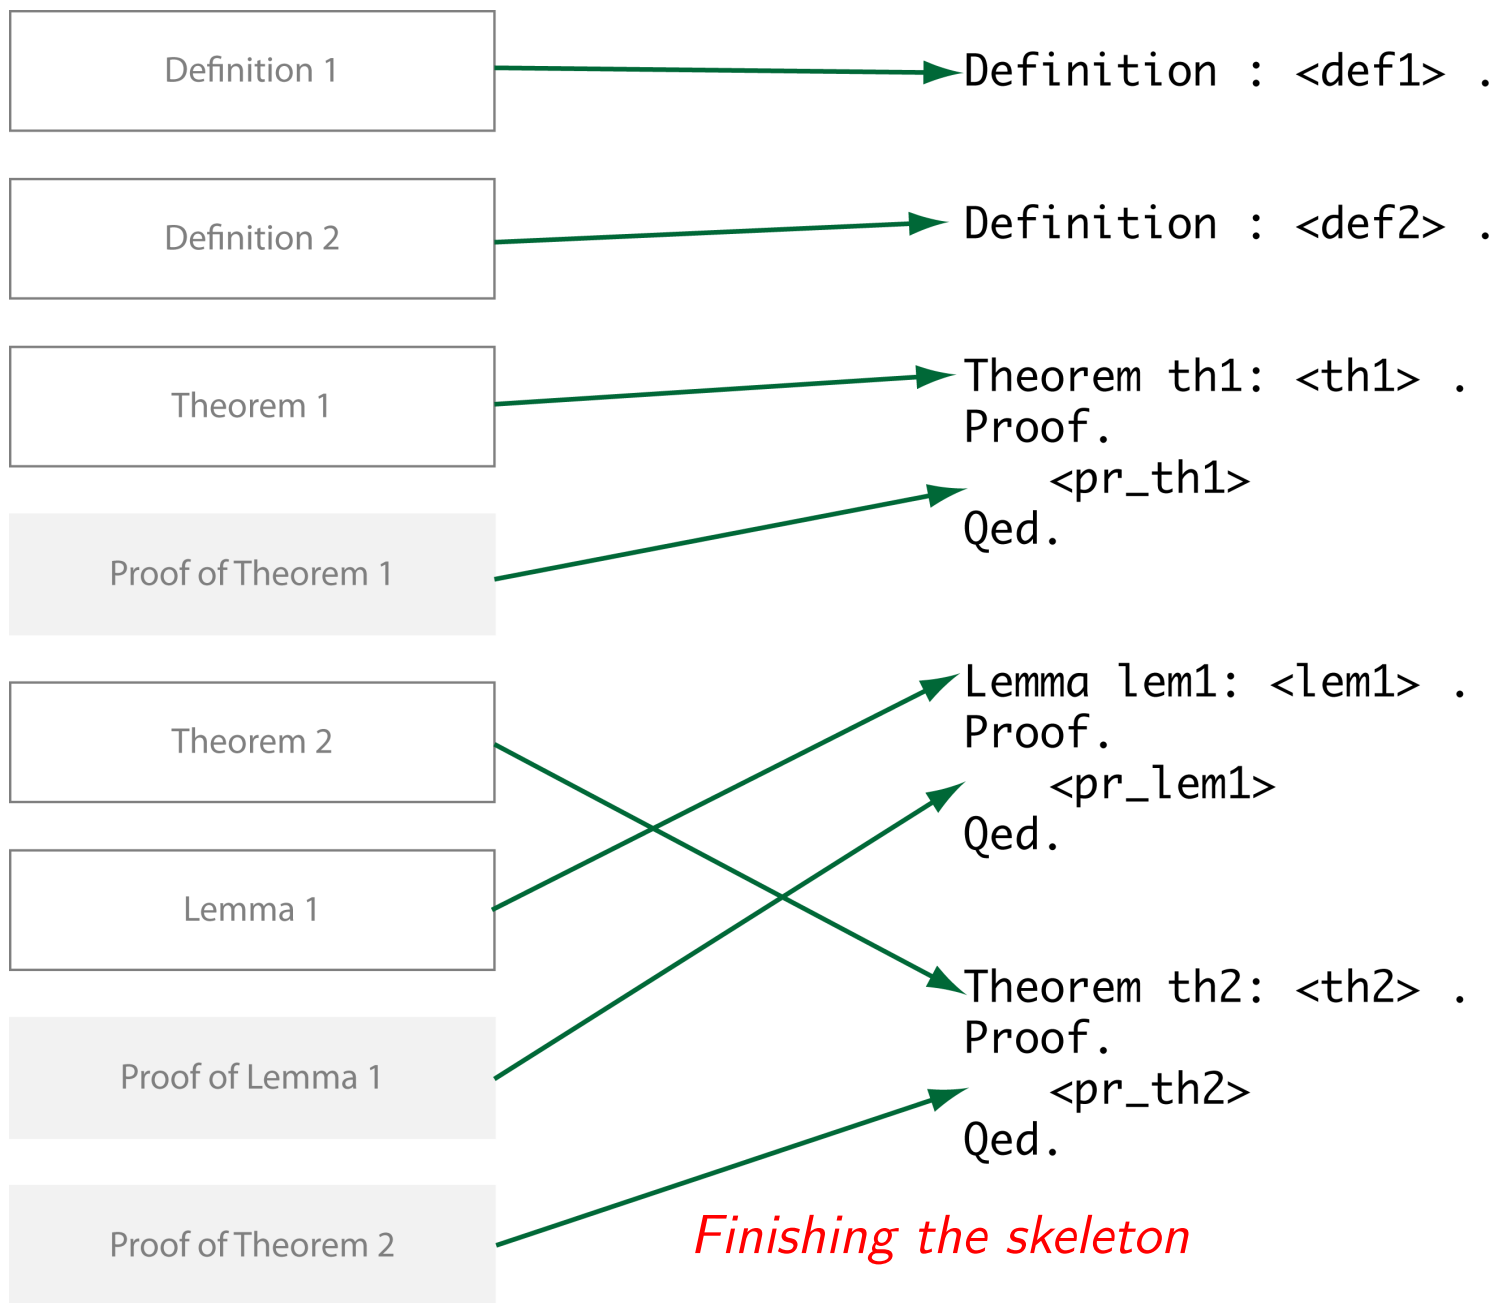 Definition 1
Definition : <def1> .
Definition 2
Definition : <def2> .
Theorem 1
Theorem th1: <th1> .
Proof.
<pr_th1>
Qed.
Proof of Theorem 1
Theorem 2
Lemma lem1: <lem1> .
Proof.
<pr_lem1>
Qed.
Lemma 1
Theorem th2: <th2> .
Proof.
<pr_th2>
Qed.
Proof of Lemma 1
Proof of Theorem 2
Finishing the skeleton